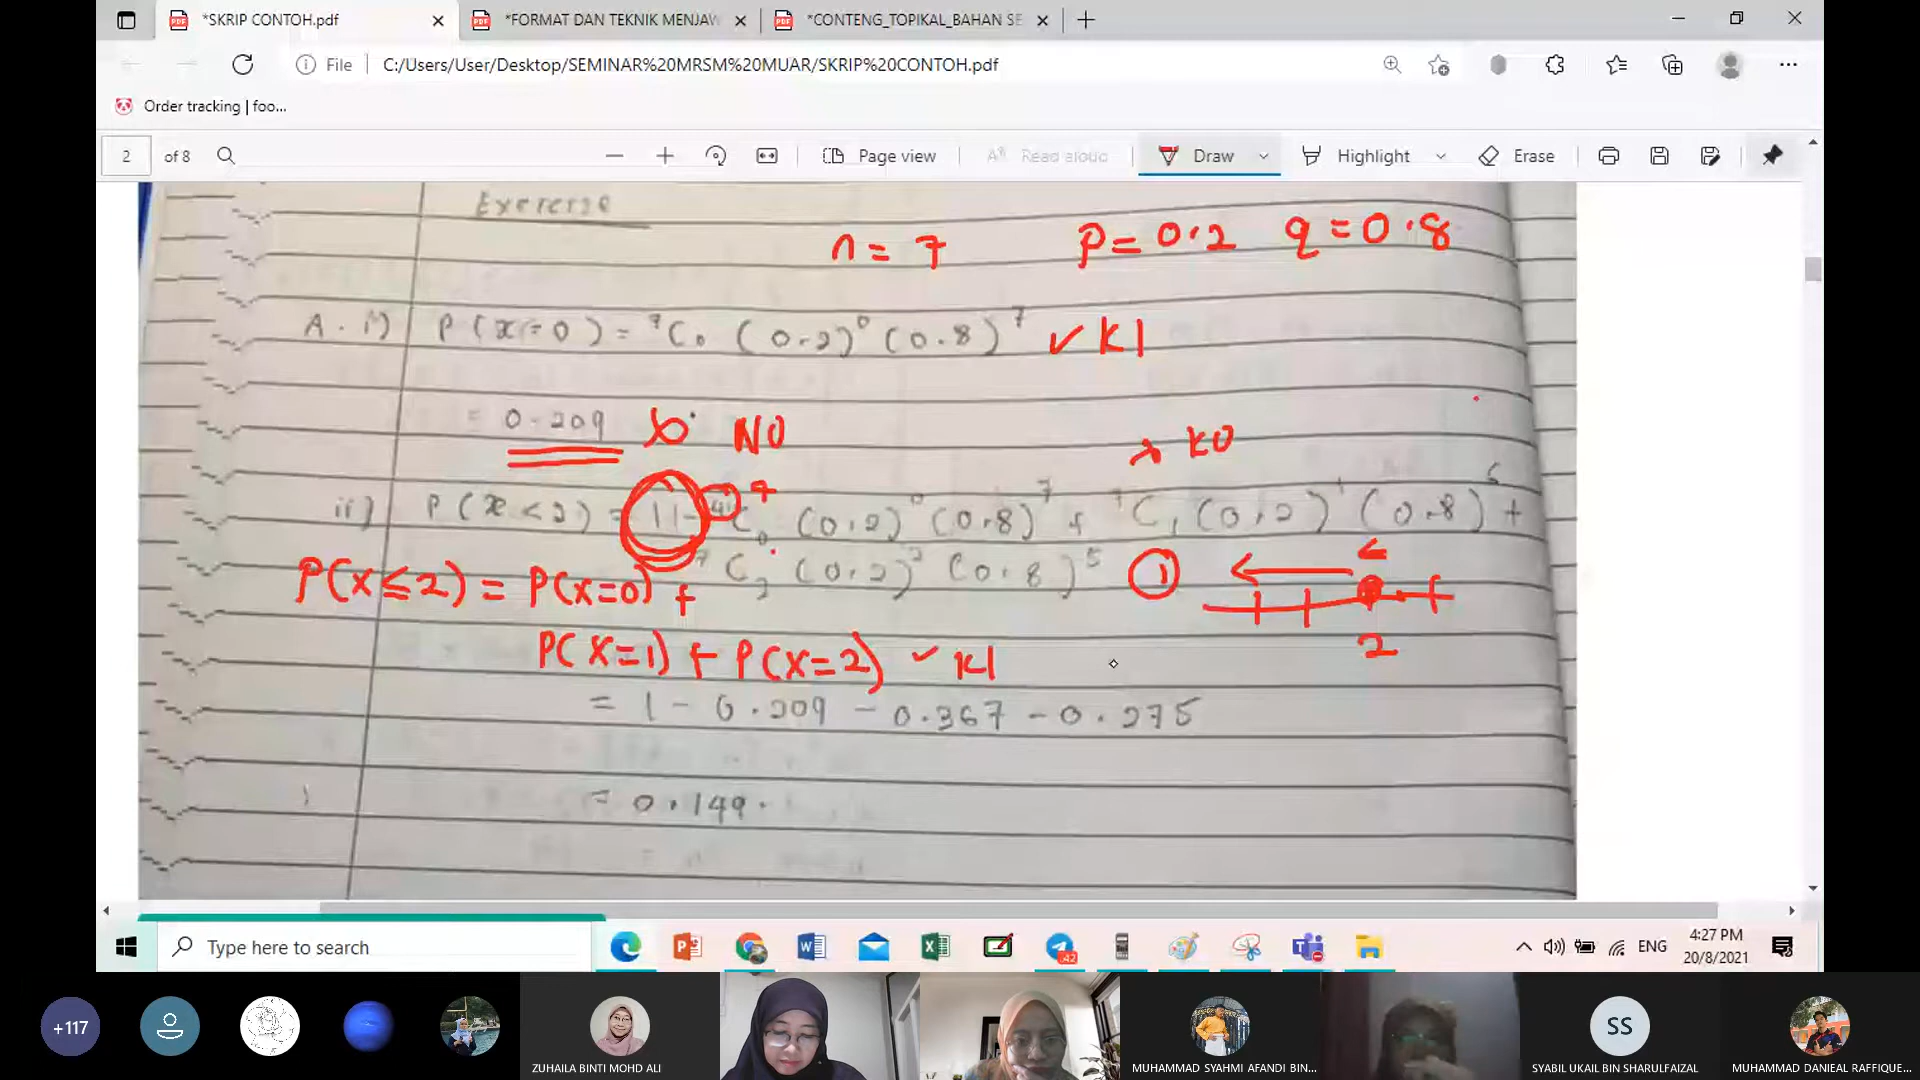 *SKRIP CONTOH.pdf
*FORMAT DAN TEKNIK MENJAW
*CONTENG_TOPIKAL_BAHAN SE
File C:/Users/User/Desktop/SEMINAR%20MRSM%20MUAR/SKRIP%20CONTOH.pdf
Order tracking | foo...
2 of 8 Page view Read aloud Draw Highlight Erase
Exercise
n = 7 p = 0.2 q = 0.8
A. i) P(x=0) = ⁷C₀ (0.2)⁰ (0.8)⁷ ✓ K1
= 0.209 NO
K0
ii) P(x<2) = C₀ (0.2)⁰ (0.8)⁷ + ⁷C₁ (0.2)¹ (0.8)⁶ +
⁷C₂ (0.2)² (0.8)⁵ ① <
P(X≤2) = P(X=0) +
P(X=1) + P(X=2) ✓ K1 2
= 1 - 0.209 - 0.367 - 0.275
= 0.149.
Type here to search
ENG
4:27 PM
20/8/2021
+117
ZUHAILA BINTI MOHD ALI
MUHAMMAD SYAHMI AFANDI BIN...
SS
SYABIL UKAIL BIN SHARULFAIZAL
MUHAMMAD DANIEAL RAFFIQUE...